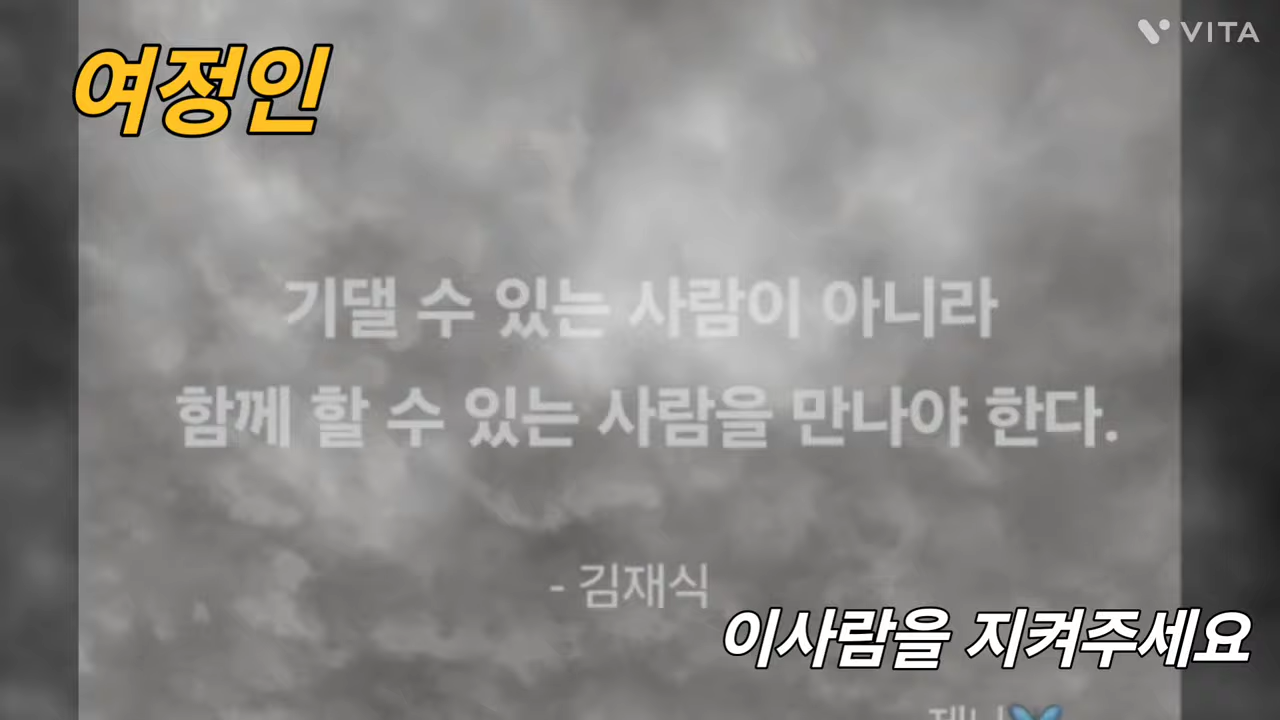 VITA
여정인
기댈 수 있는 사람이 아니라
함께 할 수 있는 사람을 만나야 한다.
- 김재식
이사람을 지켜주세요